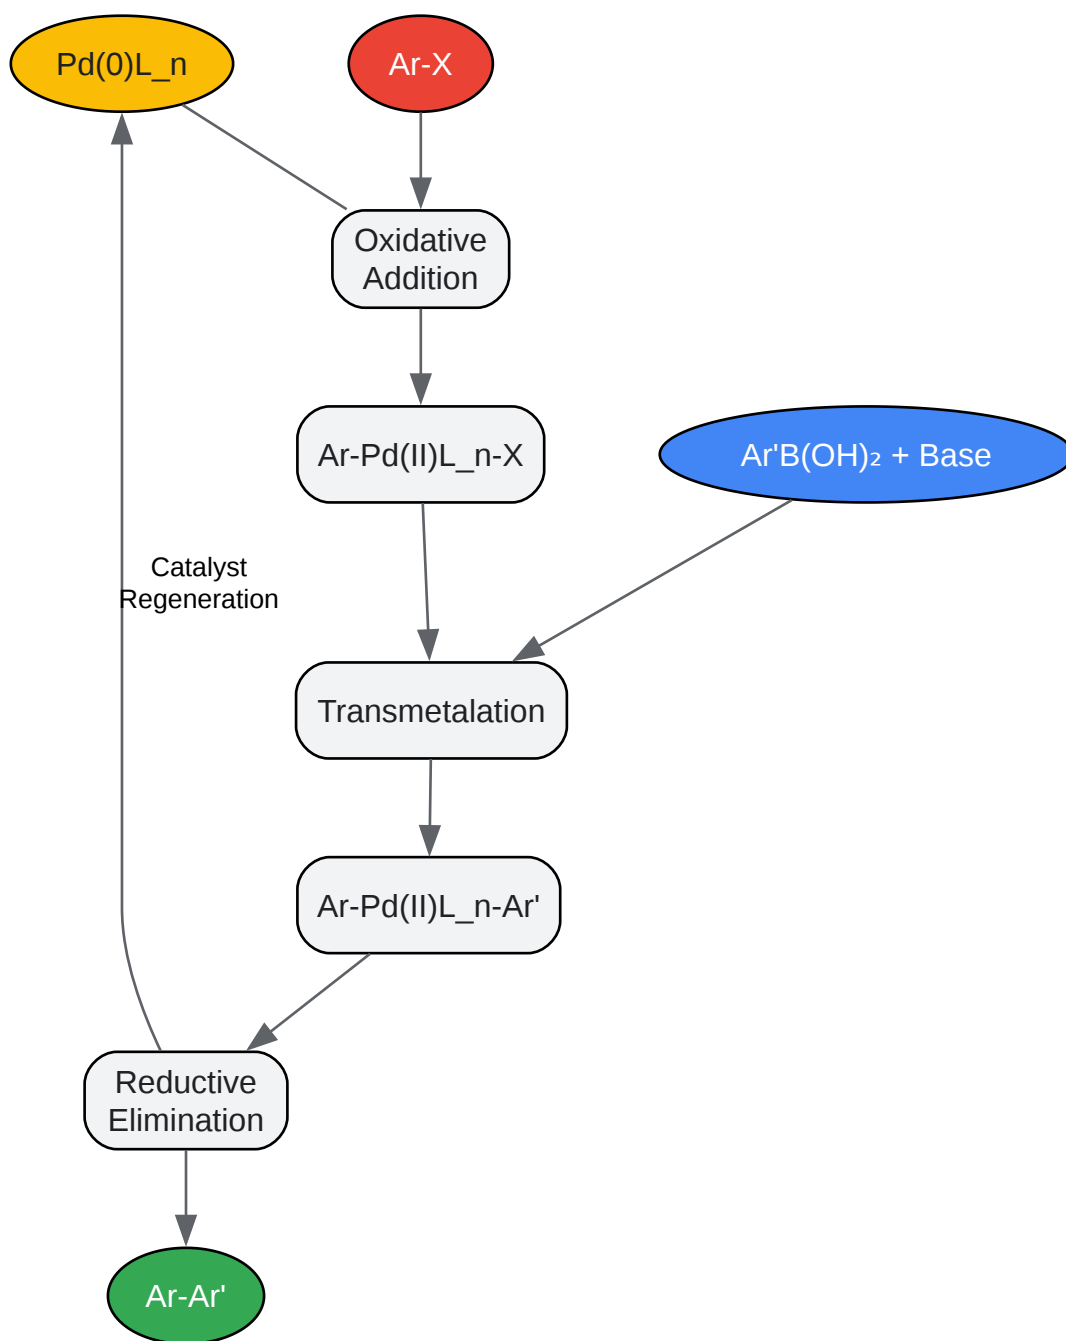 Pd(0)L_n
Ar-X
Oxidative
Addition
Ar-Pd(II)L_n-X
Ar'B(OH)₂ + Base
Catalyst
Regeneration
Transmetalation
Ar-Pd(II)L_n-Ar'
Reductive
Elimination
Ar-Ar'